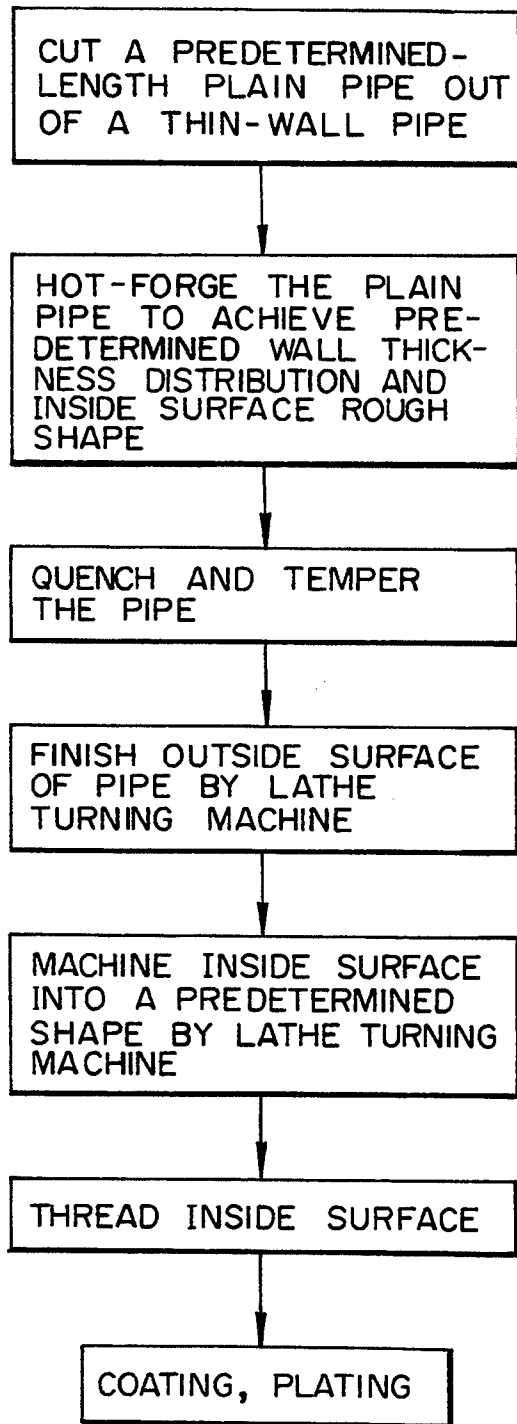 CUT A PREDETERMINED-
LENGTH PLAIN PIPE OUT
OF A THIN-WALL PIPE
HOT-FORGE THE PLAIN
PIPE TO ACHIEVE PRE-
DETERMINED WALL THICK-
NESS DISTRIBUTION AND
INSIDE SURFACE ROUGH
SHAPE
QUENCH AND TEMPER
THE PIPE
FINISH OUTSIDE SURFACE
OF PIPE BY LATHE
TURNING MACHINE
MACHINE INSIDE SURFACE
INTO A PREDETERMINED
SHAPE BY LATHE TURNING
MACHINE
THREAD INSIDE SURFACE
COATING, PLATING